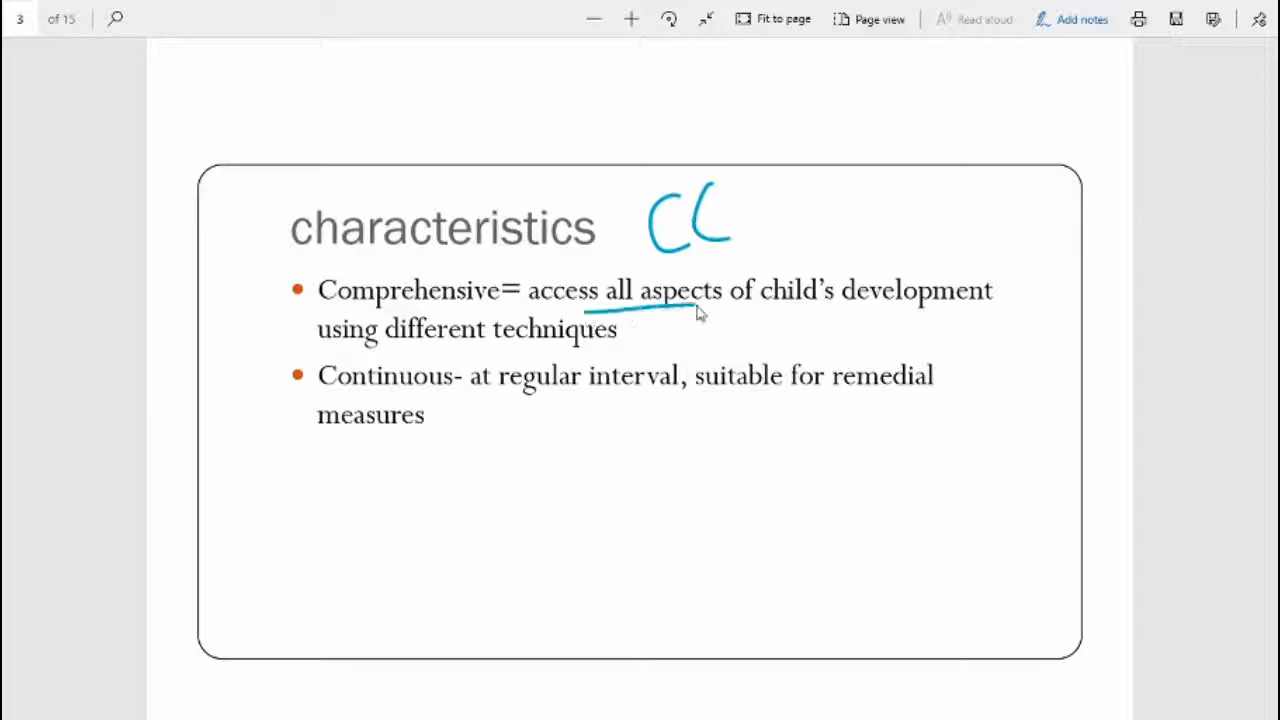 3 of 15 Fit to page Page view Read aloud Add notes
characteristics CC
Comprehensive= access all aspects of child's development
using different techniques
Continuous- at regular interval, suitable for remedial
measures